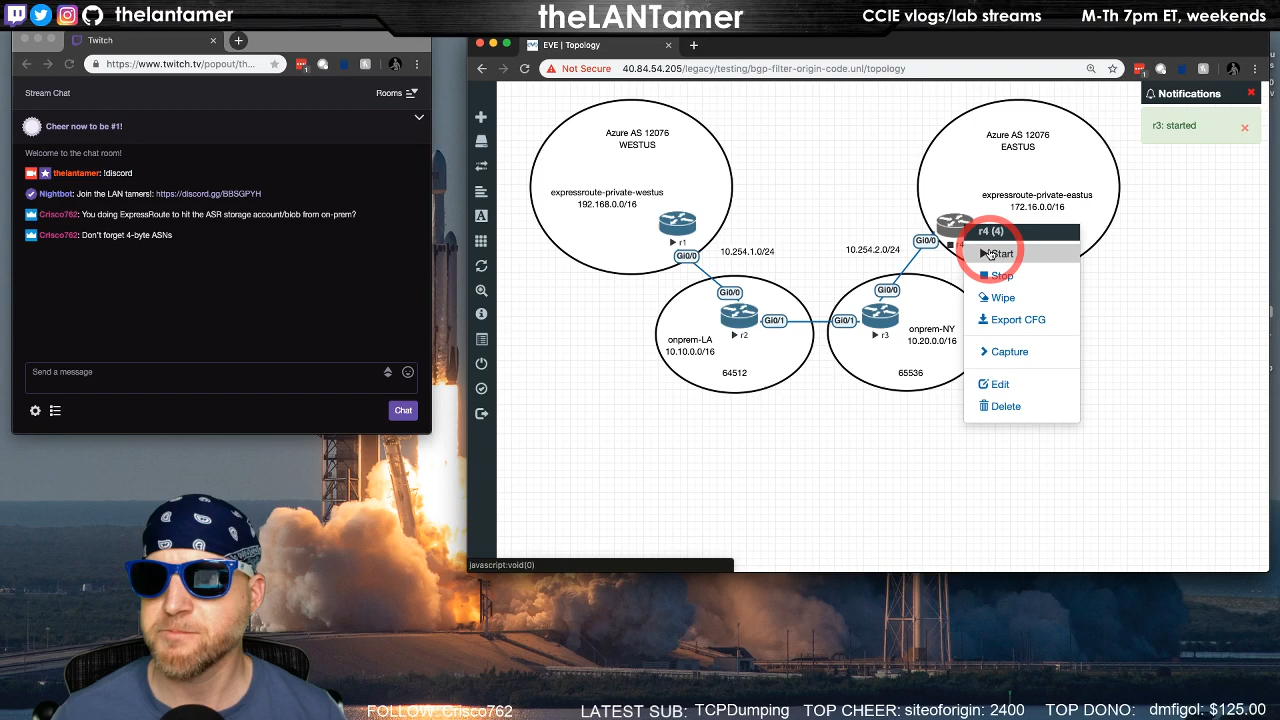 thelantamer
theLANTamer
CCIE vlogs/lab streams
M-Th 7pm ET, weekends
Twitch
https://www.twitch.tv/popout/th...
1
Stream Chat
Rooms
Cheer now to be #1!
Welcome to the chat room!
thelantamer: !discord
Nightbot: Join the LAN tamers!: https://discord.gg/BBSGPYH
Crisco762: You doing ExpressRoute to hit the ASR storage account/blob from on-prem?
Crisco762: Don't forget 4-byte ASNs
Send a message
Chat
EVE | Topology
Not Secure
40.84.54.205/legacy/testing/bgp-filter-origin-code.unl/topology
1
Notifications
r3: started
Azure AS 12076
WESTUS
expressroute-private-westus
192.168.0.0/16
r1
Gi0/0
10.254.1.0/24
Azure AS 12076
EASTUS
expressroute-private-eastus
172.16.0.0/16
Gi0/0
10.254.2.0/24
Gi0/0
r2
Gi0/1
onprem-LA
10.10.0.0/16
64512
Gi0/0
Gi0/1
r3
onprem-NY
10.20.0.0/16
65536
r4 (4)
Start
Stop
Wipe
Export CFG
Capture
Edit
Delete
javascript:void(0)
FOLLOW: Crisco762
LATEST SUB: TCPDumping
TOP CHEER: siteforigin: 2400